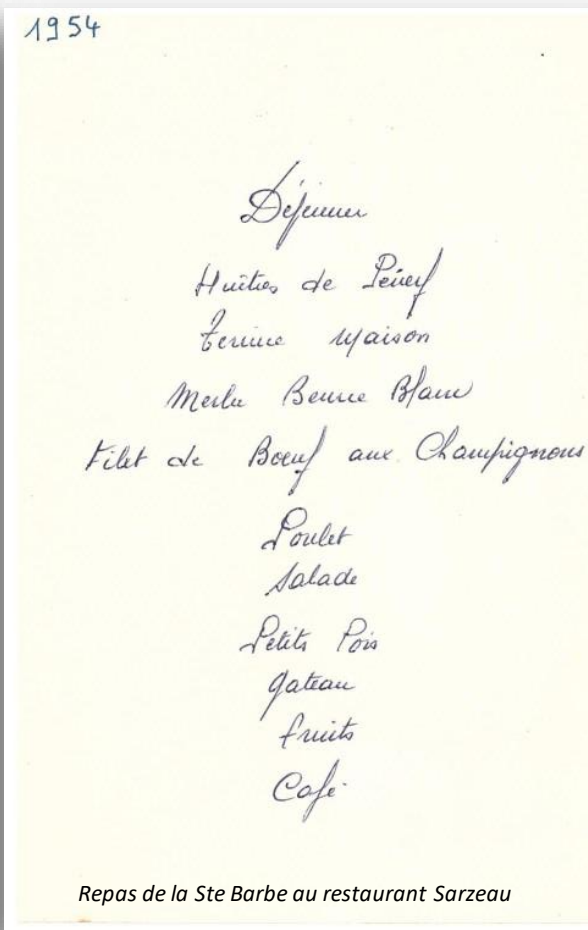 1954
Déjeuner
Huîtres de Pénerf
Terrine Maison
Merlu Beurre Blanc
Filet de Boeuf aux Champignons
Poulet
Salade
Petits Pois
Gateau
Fruits
Café
Repas de la Ste Barbe au restaurant Sarzeau